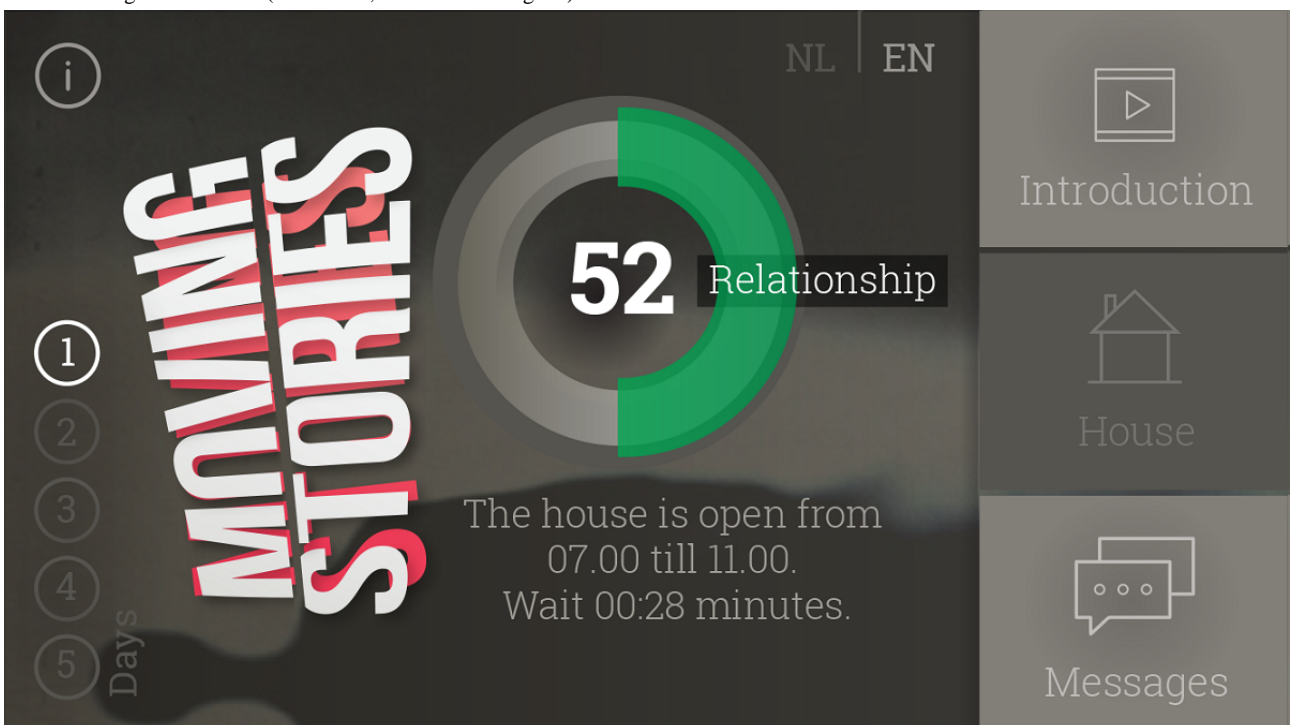 i
NL | EN
MOVING
STORIES
52
Relationship
1
2
3
4
5
Days
The house is open from
07.00 till 11.00.
Wait 00:28 minutes.
Introduction
House
Messages